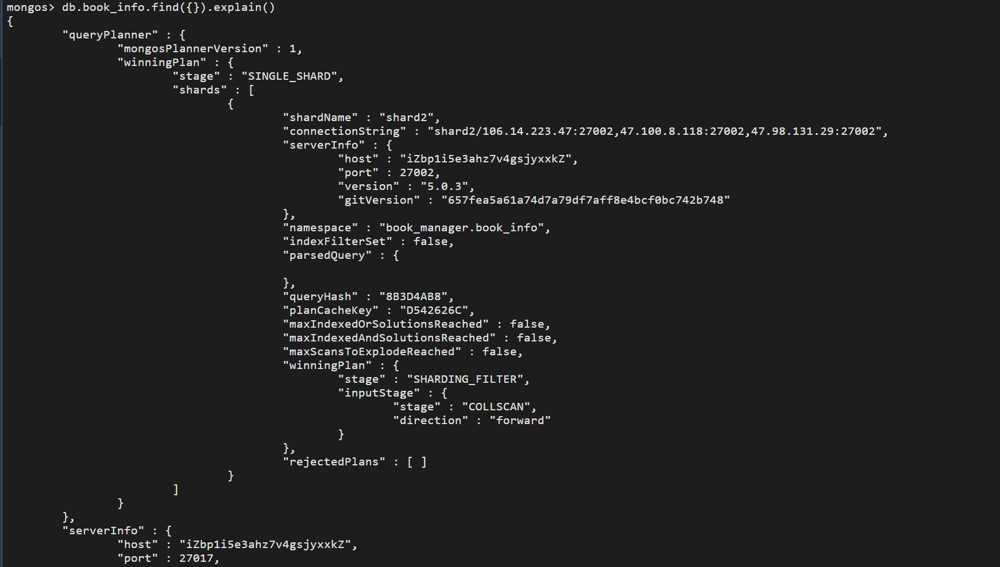 mongos> db.book_info.find({}).explain()
{
"queryPlanner" : {
"mongosPlannerVersion" : 1,
"winningPlan" : {
"stage" : "SINGLE_SHARD",
"shards" : [
{
"shardName" : "shard2",
"connectionString" : "shard2/106.14.223.47:27002,47.100.8.118:27002,47.98.131.29:27002",
"serverInfo" : {
"host" : "iZbp1i5e3ahz7v4gsjyxxkZ",
"port" : 27002,
"version" : "5.0.3",
"gitVersion" : "657fea5a61a74d7a79df7aff8e4bcf0bc742b748"
},
"namespace" : "book_manager.book_info",
"indexFilterSet" : false,
"parsedQuery" : {
},
"queryHash" : "8B3D4AB8",
"planCacheKey" : "D542626C",
"maxIndexedOrSolutionsReached" : false,
"maxIndexedAndSolutionsReached" : false,
"maxScansToExplodeReached" : false,
"winningPlan" : {
"stage" : "SHARDING_FILTER",
"inputStage" : {
"stage" : "COLLSCAN",
"direction" : "forward"
}
},
"rejectedPlans" : [ ]
}
]
}
},
"serverInfo" : {
"host" : "iZbp1i5e3ahz7v4gsjyxxkZ",
"port" : 27017,